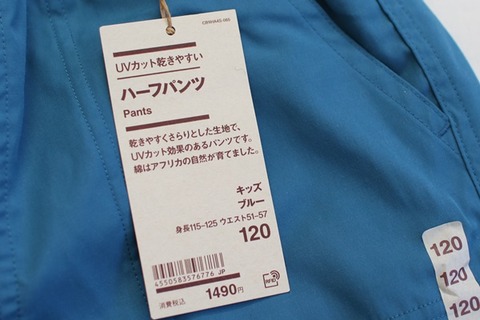 UVカット乾きやすい
ハーフパンツ
Pants
乾きやすくさらりとした生地で、
UVカット効果のあるパンツです。
綿はアフリカの自然が育てました。
キッズ
ブルー
身長115-125 ウエスト51-57
120
4550583576776 JP
消費税込 1490円
RFID
120
120
120